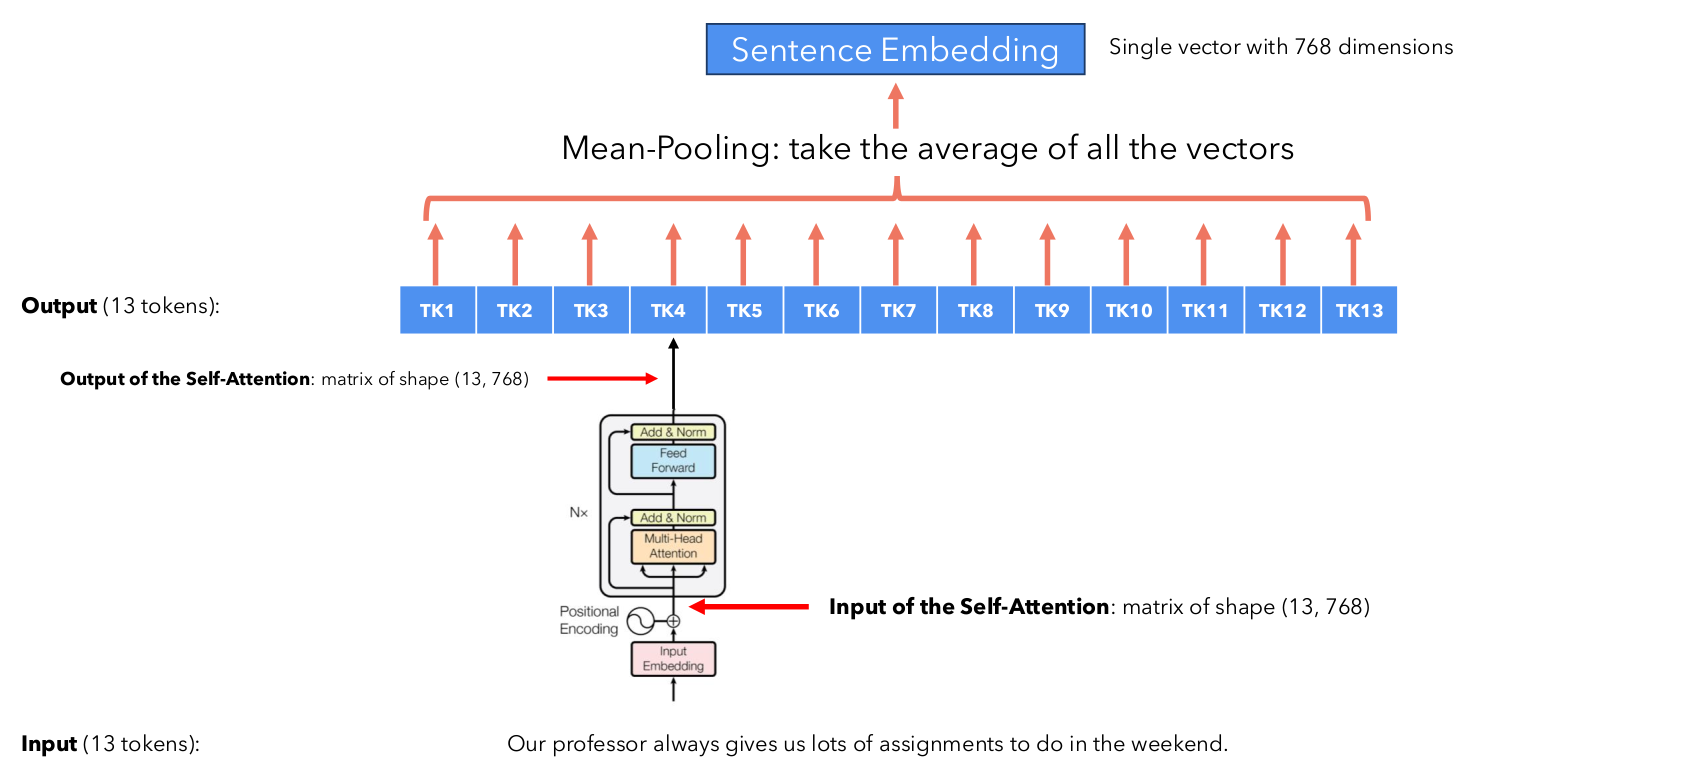 Sentence Embedding
Single vector with 768 dimensions
Mean-Pooling: take the average of all the vectors
Output (13 tokens):
TK1 TK2 TK3 TK4 TK5 TK6 TK7 TK8 TK9 TK10 TK11 TK12 TK13
Output of the Self-Attention: matrix of shape (13, 768)
Add & Norm
Feed
Forward
Nx
Add & Norm
Multi-Head
Attention
Input of the Self-Attention: matrix of shape (13, 768)
Positional
Encoding
Input
Embedding
Input (13 tokens):
Our professor always gives us lots of assignments to do in the weekend.